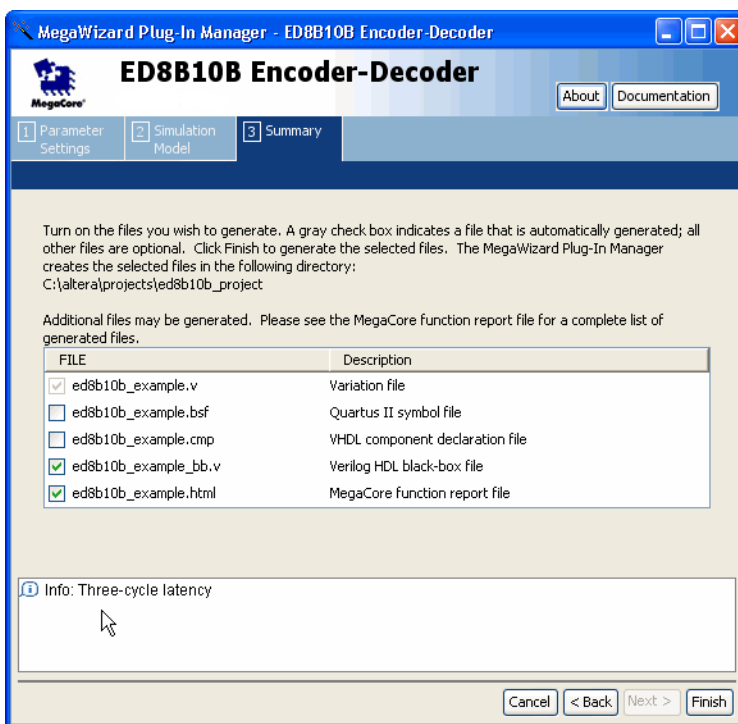 MegaWizard Plug-In Manager - ED8B10B Encoder-Decoder
MegaCore®
ED8B10B Encoder-Decoder
About
Documentation
1 Parameter Settings
2 Simulation Model
3 Summary
Turn on the files you wish to generate. A gray check box indicates a file that is automatically generated; all
other files are optional. Click Finish to generate the selected files. The MegaWizard Plug-In Manager
creates the selected files in the following directory:
C:\altera\projects\ed8b10b_project
Additional files may be generated. Please see the MegaCore function report file for a complete list of
generated files.
FILE Description
ed8b10b_example.v Variation file
ed8b10b_example.bsf Quartus II symbol file
ed8b10b_example.cmp VHDL component declaration file
ed8b10b_example_bb.v Verilog HDL black-box file
ed8b10b_example.html MegaCore function report file
Info: Three-cycle latency
Cancel < Back Next > Finish